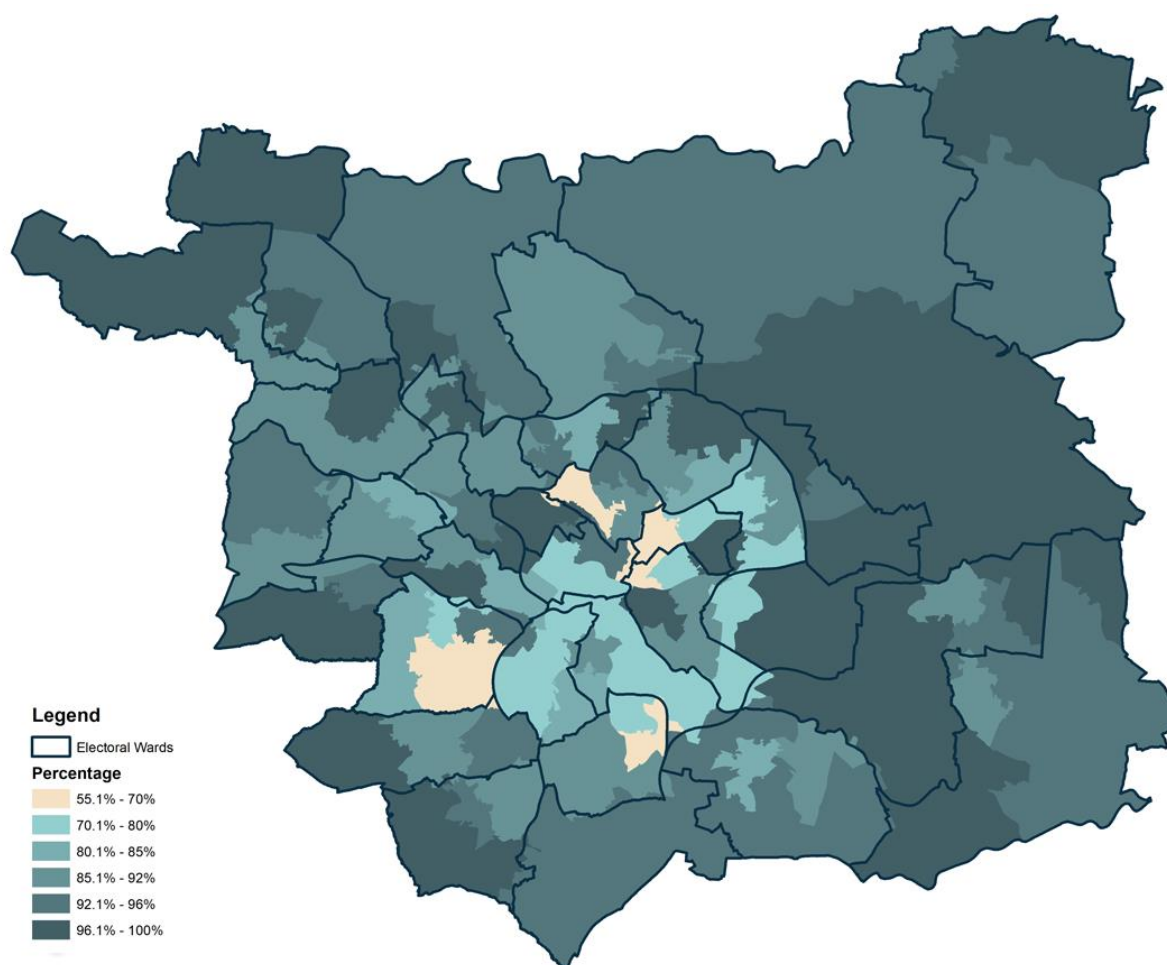 Legend
Electoral Wards
Percentage
55.1% - 70%
70.1% - 80%
80.1% - 85%
85.1% - 92%
92.1% - 96%
96.1% - 100%